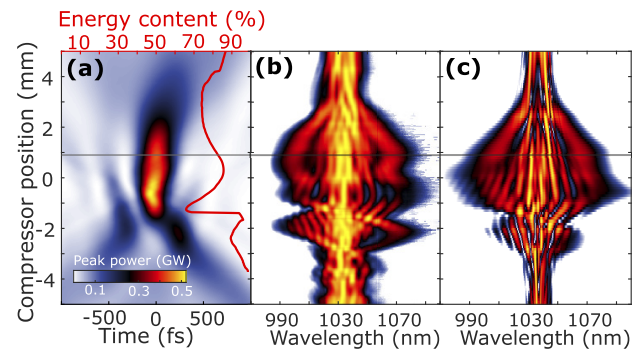 Energy content (%)
10 30 50 70 90
(a) (b) (c)
Compressor position (mm)
4
2
0
-2
-4
Peak power (GW)
0.1 0.3 0.5
-500 0 500
Time (fs)
990 1030 1070
Wavelength (nm)
990 1030 1070
Wavelength (nm)